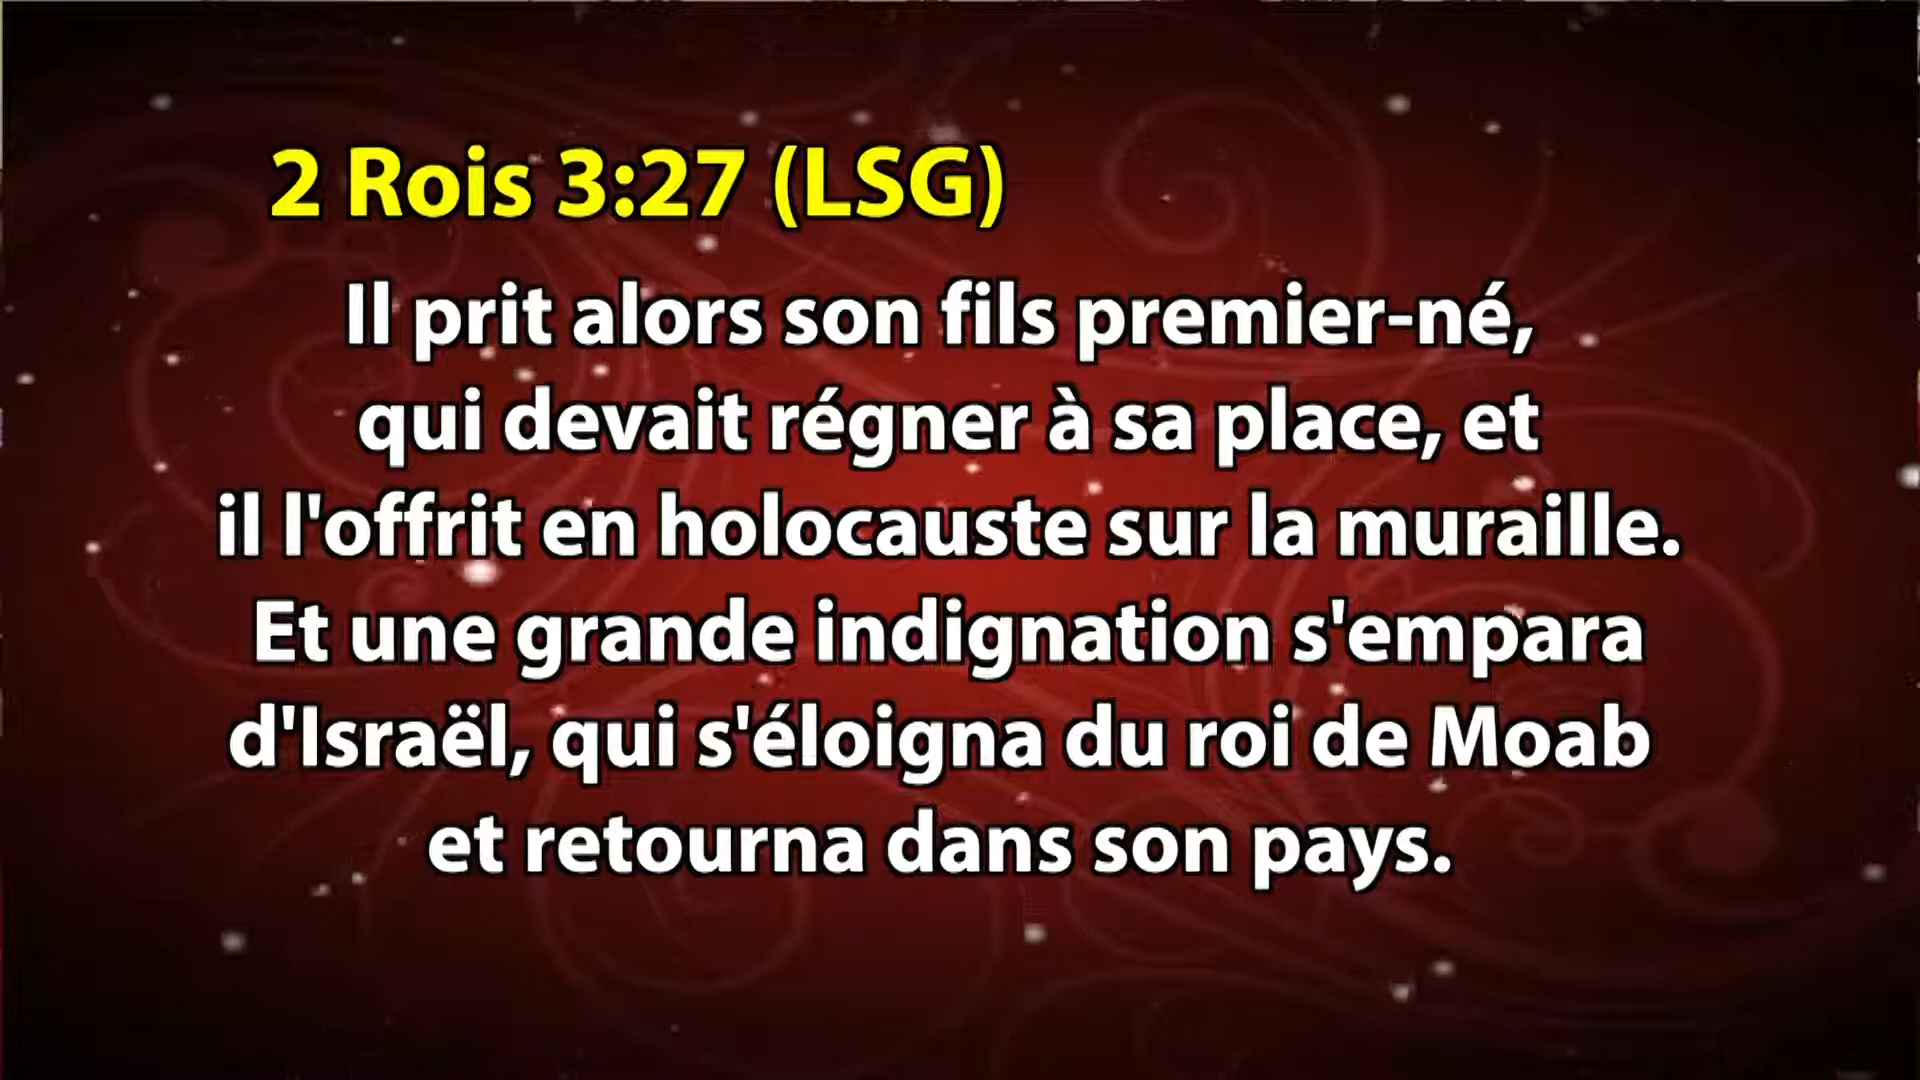 2 Rois 3:27 (LSG)
Il prit alors son fils premier-né,
qui devait régner à sa place, et
il l'offrit en holocauste sur la muraille.
Et une grande indignation s'empara
d'Israël, qui s'éloigna du roi de Moab
et retourna dans son pays.